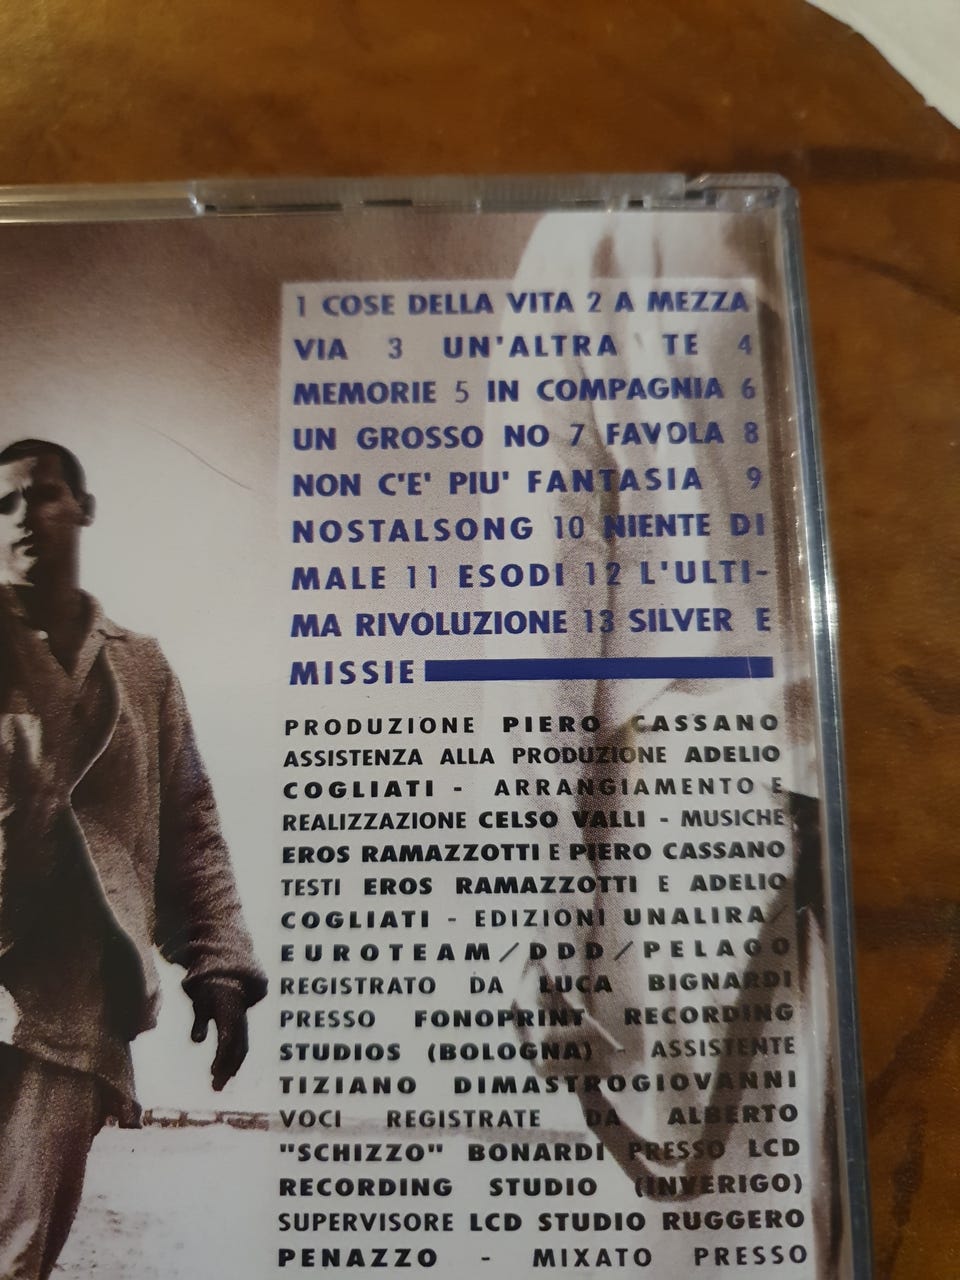 1 COSE DELLA VITA 2 A MEZZA
VIA 3 UN'ALTRA TE 4
MEMORIE 5 IN COMPAGNIA 6
UN GROSSO NO 7 FAVOLA 8
NON C'E' PIU' FANTASIA 9
NOSTALSONG 10 NIENTE DI
MALE 11 ESODI 12 L'ULTI-
MA RIVOLUZIONE 13 SILVER E
MISSIE
PRODUZIONE PIERO CASSANO
ASSISTENZA ALLA PRODUZIONE ADELIO
COGLIATI - ARRANGIAMENTO E
REALIZZAZIONE CELSO VALLI - MUSICHE
EROS RAMAZZOTTI E PIERO CASSANO
TESTI EROS RAMAZZOTTI E ADELIO
COGLIATI - EDIZIONI UNALIRA/
EUROTEAM/DDD/PELAGO
REGISTRATO DA LUCA BIGNARDI
PRESSO FONOPRINT RECORDING
STUDIOS (BOLOGNA) - ASSISTENTE
TIZIANO DIMASTROGIOVANNI
VOCI REGISTRATE DA ALBERTO
"SCHIZZO" BONARDI PRESSO LCD
RECORDING STUDIO (INVERIGO)
SUPERVISORE LCD STUDIO RUGGERO
PENAZZO - MIXATO PRESSO